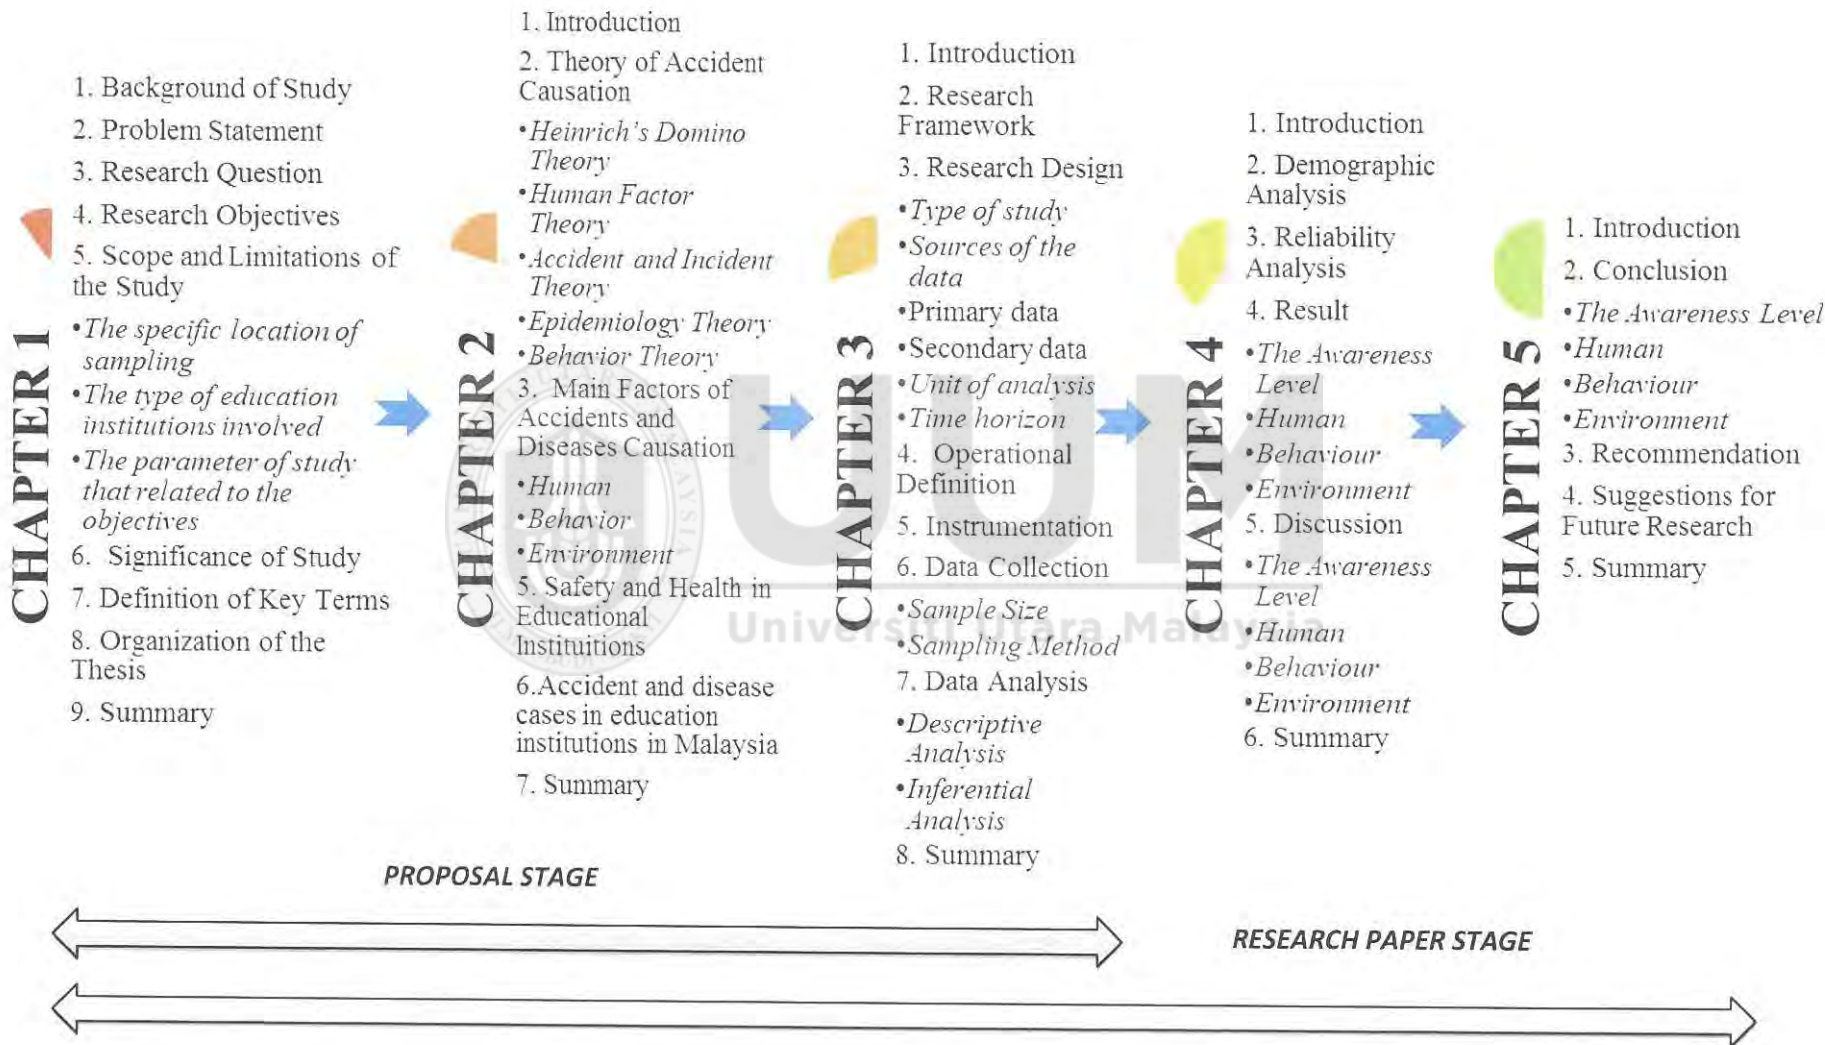 CHAPTER 1
1. Background of Study
2. Problem Statement
3. Research Question
4. Research Objectives
5. Scope and Limitations of
the Study
•The specific location of
sampling
•The type of education
institutions involved
•The parameter of study
that related to the
objectives
6. Significance of Study
7. Definition of Key Terms
8. Organization of the
Thesis
9. Summary
CHAPTER 2
1. Introduction
2. Theory of Accident
Causation
•Heinrich's Domino
Theory
•Human Factor
Theory
•Accident and Incident
Theory
•Epidemiology Theory
•Behavior Theory
3. Main Factors of
Accidents and
Diseases Causation
•Human
•Behavior
•Environment
5. Safety and Health in
Educational
Instituitions
6.Accident and disease
cases in education
institutions in Malaysia
7. Summary
CHAPTER 3
1. Introduction
2. Research
Framework
3. Research Design
•Type of study
•Sources of the
data
•Primary data
•Secondary data
•Unit of analysis
•Time horizon
4. Operational
Definition
5. Instrumentation
6. Data Collection
•Sample Size
•Sampling Method
7. Data Analysis
•Descriptive
Analysis
•Inferential
Analysis
8. Summary
CHAPTER 4
1. Introduction
2. Demographic
Analysis
3. Reliability
Analysis
4. Result
•The Awareness
Level
•Human
•Behaviour
•Environment
5. Discussion
•The Awareness
Level
•Human
•Behaviour
•Environment
6. Summary
CHAPTER 5
1. Introduction
2. Conclusion
•The Awareness Level
•Human
•Behaviour
•Environment
3. Recommendation
4. Suggestions for
Future Research
5. Summary
UUM
Universiti Utara Malaysia
PROPOSAL STAGE
RESEARCH PAPER STAGE